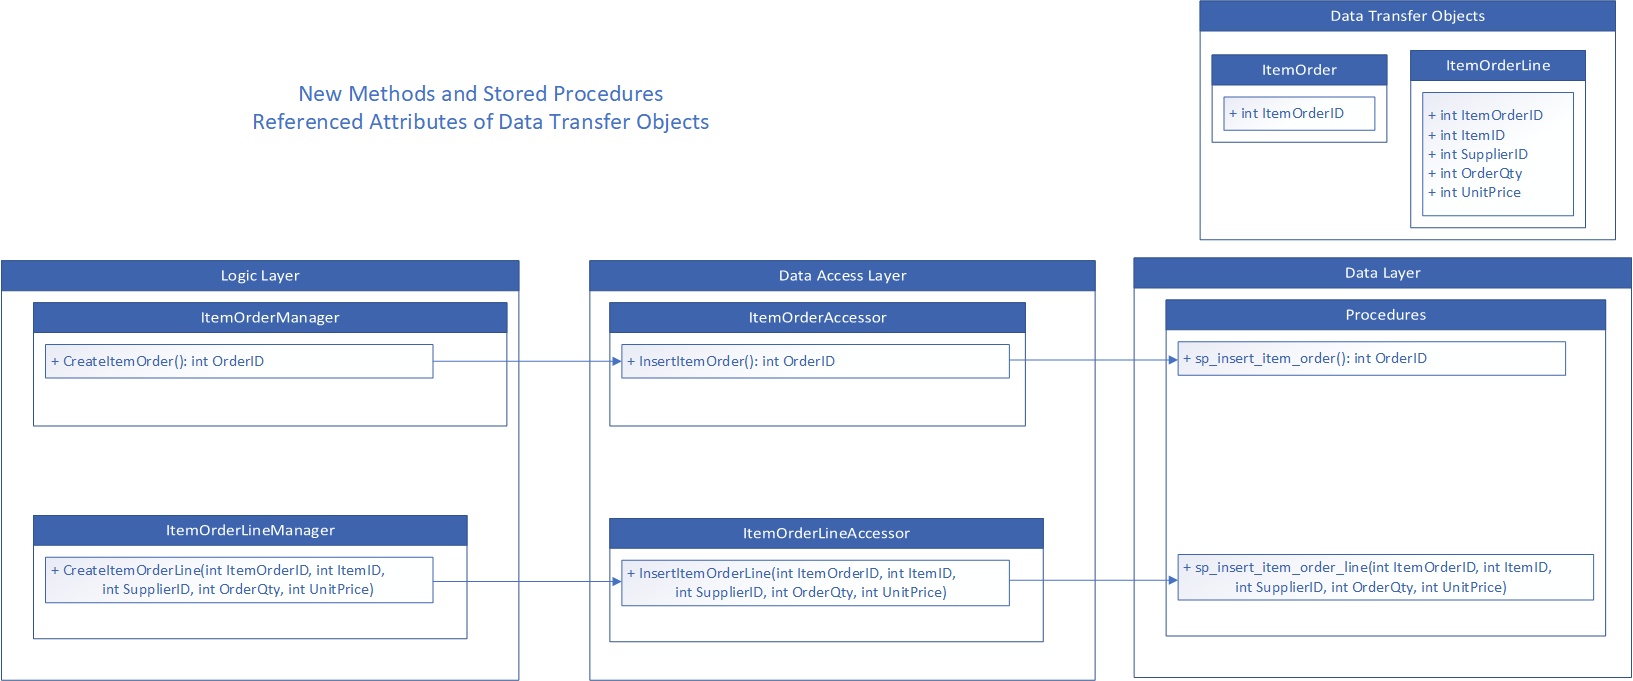 Data Transfer Objects
ItemOrder
+ int ItemOrderID
ItemOrderLine
+ int ItemOrderID
+ int ItemID
+ int SupplierID
+ int OrderQty
+ int UnitPrice
New Methods and Stored Procedures
Referenced Attributes of Data Transfer Objects
Logic Layer
ItemOrderManager
+ CreateItemOrder(): int OrderID
ItemOrderLineManager
+ CreateItemOrderLine(int ItemOrderID, int ItemID,
int SupplierID, int OrderQty, int UnitPrice)
Data Access Layer
ItemOrderAccessor
+ InsertItemOrder(): int OrderID
ItemOrderLineAccessor
+ InsertItemOrderLine(int ItemOrderID, int ItemID,
int SupplierID, int OrderQty, int UnitPrice)
Data Layer
Procedures
+ sp_insert_item_order(): int OrderID
+ sp_insert_item_order_line(int ItemOrderID, int ItemID,
int SupplierID, int OrderQty, int UnitPrice)